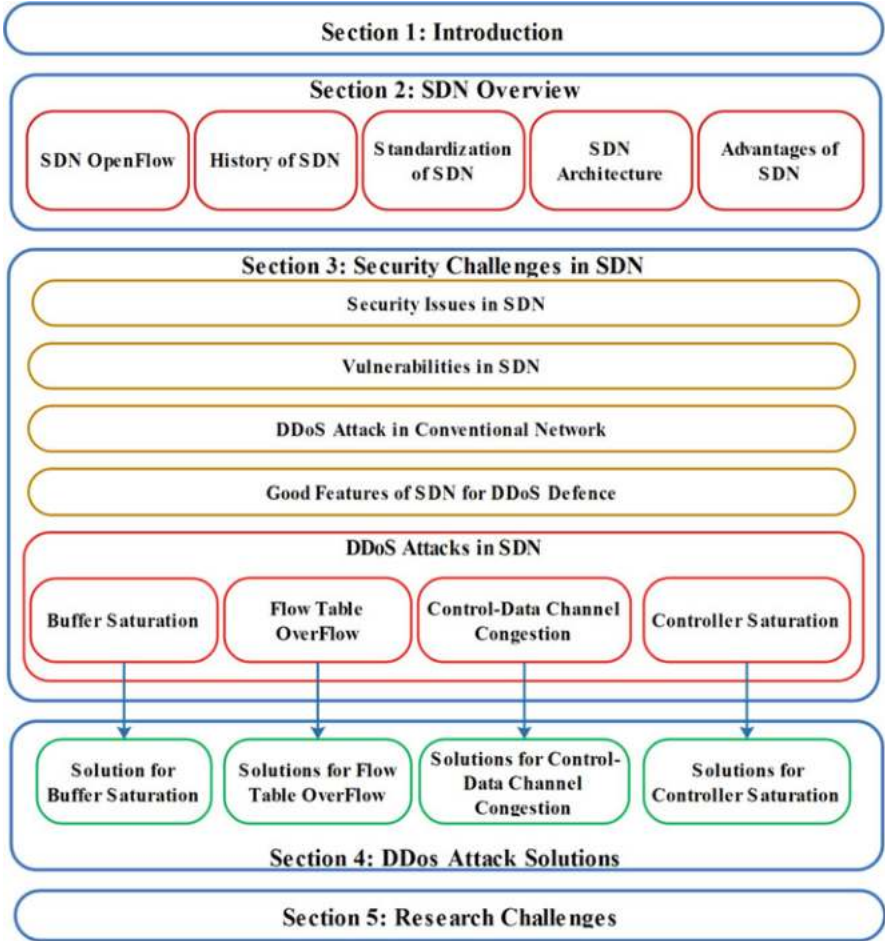 Section 1: Introduction
Section 2: SDN Overview
SDN OpenFlow
History of SDN
Standardization
of SDN
SDN
Architecture
Advantages of
SDN
Section 3: Security Challenges in SDN
Security Issues in SDN
Vulnerabilities in SDN
DDoS Attack in Conventional Network
Good Features of SDN for DDoS Defence
DDoS Attacks in SDN
Buffer Saturation
Flow Table
OverFlow
Control-Data Channel
Congestion
Controller Saturation
Solution for
Buffer Saturation
Solutions for Flow
Table OverFlow
Solutions for Control-
Data Channel
Congestion
Solutions for
Controller Saturation
Section 4: DDos Attack Solutions
Section 5: Research Challenges